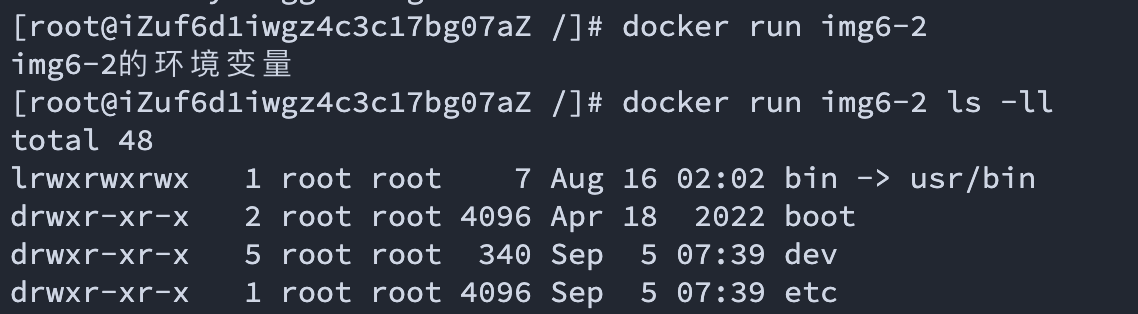 [root@iZuf6d1iwgz4c3c17bg07aZ /]# docker run img6-2
img6-2的环境变量
[root@iZuf6d1iwgz4c3c17bg07aZ /]# docker run img6-2 ls -ll
total 48
lrwxrwxrwx   1 root root    7 Aug 16 02:02 bin -> usr/bin
drwxr-xr-x   2 root root 4096 Apr 18  2022 boot
drwxr-xr-x   5 root root  340 Sep  5 07:39 dev
drwxr-xr-x   1 root root 4096 Sep  5 07:39 etc